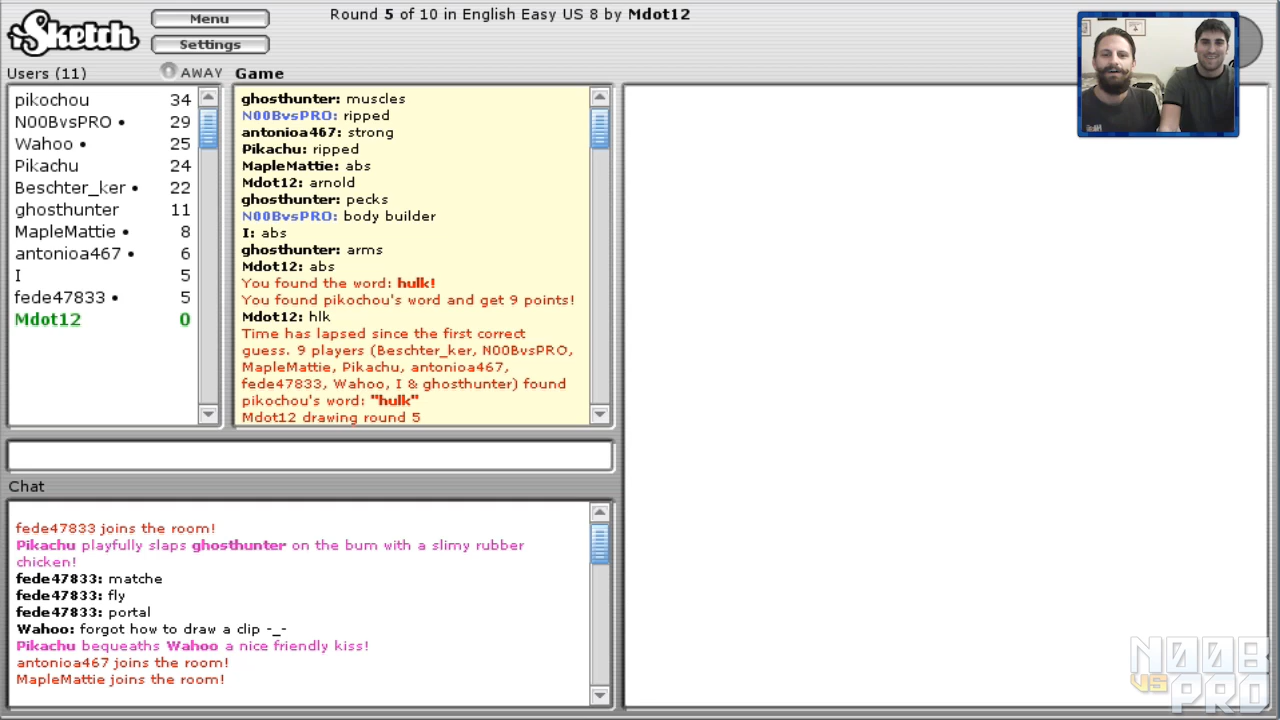 iSketch
Menu
Settings
Round 5 of 10 in English Easy US 8 by Mdot12
Users (11)
AWAY
pikochou 34
N00BvsPRO • 29
Wahoo • 25
Pikachu 24
Beschter_ker • 22
ghosthunter 11
MapleMattie • 8
antonioa467 • 6
I 5
fede47833 • 5
Mdot12 0
Game
ghosthunter: muscles
N00BvsPRO: ripped
antonioa467: strong
Pikachu: ripped
MapleMattie: abs
Mdot12: arnold
ghosthunter: pecks
N00BvsPRO: body builder
I: abs
ghosthunter: arms
Mdot12: abs
You found the word: hulk!
You found pikochou's word and get 9 points!
Mdot12: hlk
Time has lapsed since the first correct
guess. 9 players (Beschter_ker, N00BvsPRO,
MapleMattie, Pikachu, antonioa467,
fede47833, Wahoo, I & ghosthunter) found
pikochou's word: "hulk"
Mdot12 drawing round 5
Chat
fede47833 joins the room!
Pikachu playfully slaps ghosthunter on the bum with a slimy rubber
chicken!
fede47833: matche
fede47833: fly
fede47833: portal
Wahoo: forgot how to draw a clip -_-
Pikachu bequeaths Wahoo a nice friendly kiss!
antonioa467 joins the room!
MapleMattie joins the room!
N00B
VS
PRO